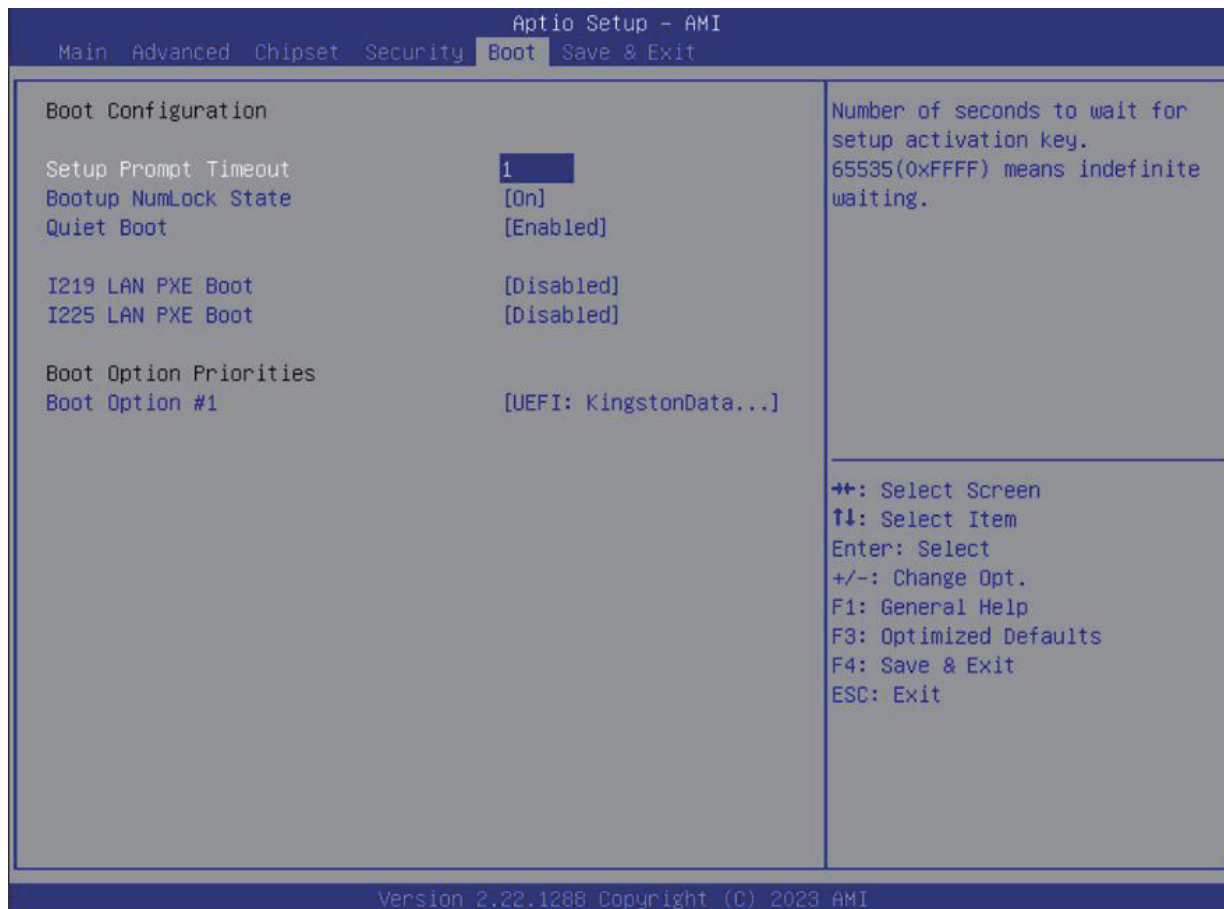 Aptio Setup - AMI
Main Advanced Chipset Security Boot Save & Exit
Boot Configuration
Setup Prompt Timeout 1
Bootup NumLock State [On]
Quiet Boot [Enabled]
I219 LAN PXE Boot [Disabled]
I225 LAN PXE Boot [Disabled]
Boot Option Priorities
Boot Option #1 [UEFI: KingstonData...]
Number of seconds to wait for
setup activation key.
65535(0xFFFF) means indefinite
waiting.
→←: Select Screen
↑↓: Select Item
Enter: Select
+/-: Change Opt.
F1: General Help
F3: Optimized Defaults
F4: Save & Exit
ESC: Exit
Version 2.22.1288 Copyright (C) 2023 AMI